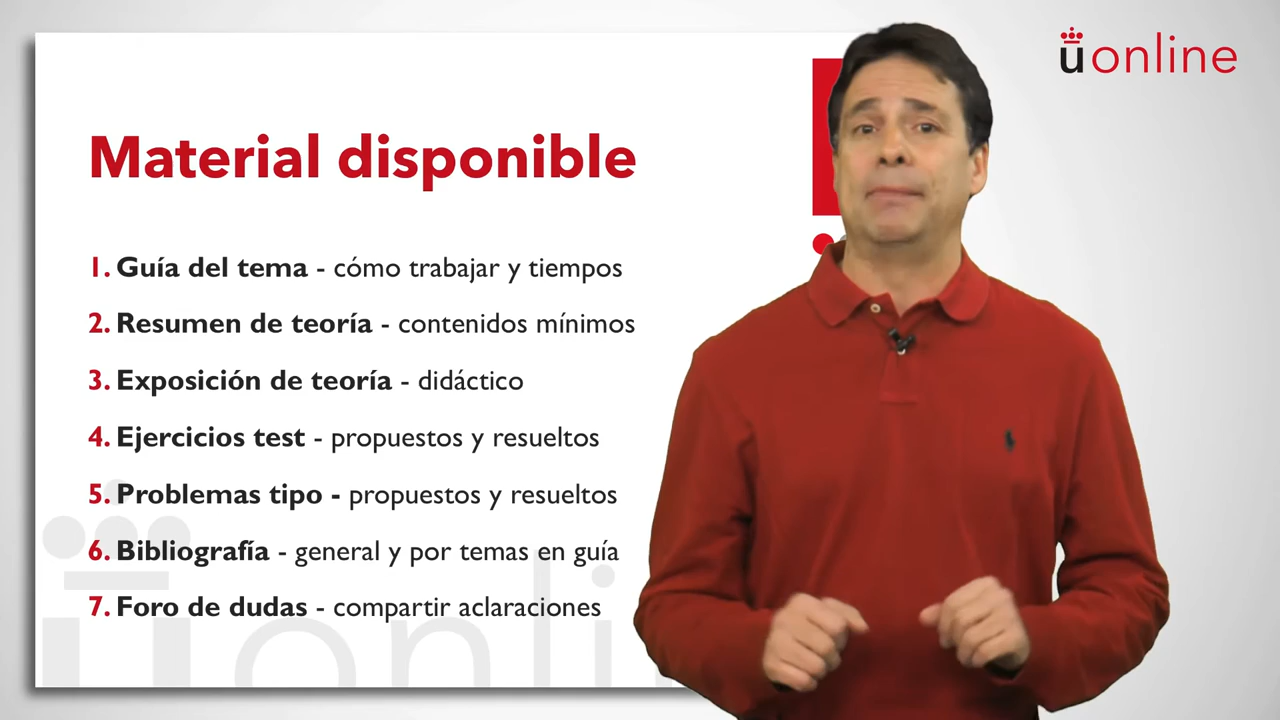 uonline
Material disponible
1. Guía del tema - cómo trabajar y tiempos
2. Resumen de teoría - contenidos mínimos
3. Exposición de teoría - didáctico
4. Ejercicios test - propuestos y resueltos
5. Problemas tipo - propuestos y resueltos
6. Bibliografía - general y por temas en guía
7. Foro de dudas - compartir aclaraciones
uonli